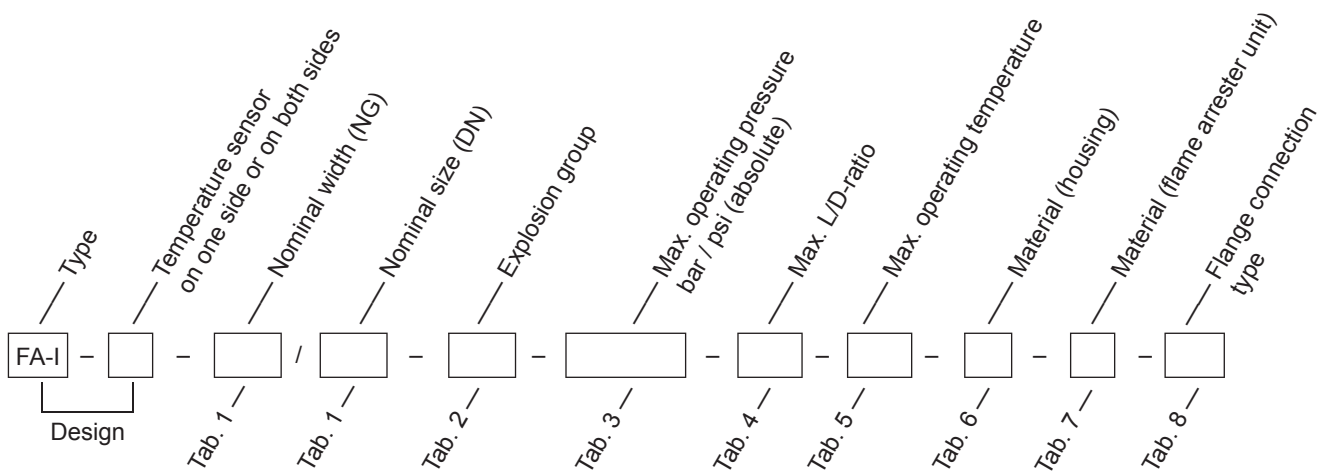 Type
Temperature sensor
on one side or on both sides
Nominal width (NG)
Nominal size (DN)
Explosion group
Max. operating pressure
bar / psi (absolute)
Max. L/D-ratio
Max. operating temperature
Material (housing)
Material (flame arrester unit)
Flange connection
type
FA-I – – / – – – – – – –
Design
Tab. 1
Tab. 1
Tab. 2
Tab. 3
Tab. 4
Tab. 5
Tab. 6
Tab. 7
Tab. 8